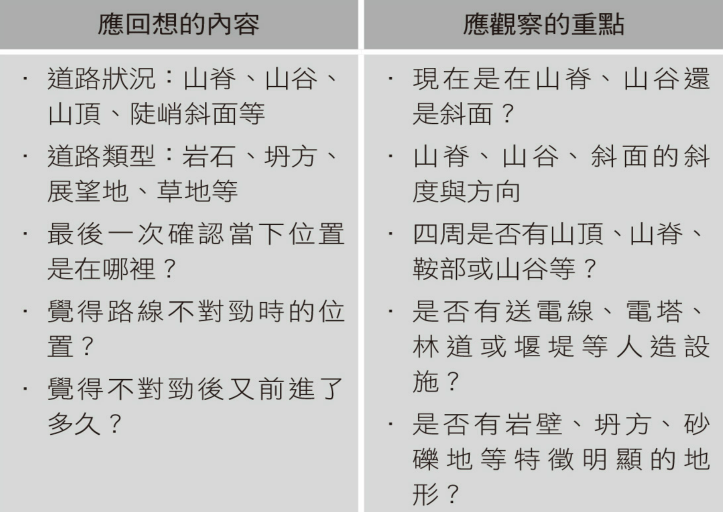 應回想的內容
· 道路狀況：山脊、山谷、
山頂、陡峭斜面等
· 道路類型：岩石、坍方、
展望地、草地等
· 最後一次確認當下位置
是在哪裡？
· 覺得路線不對勁時的位
置？
· 覺得不對勁後又前進了
多久？
應觀察的重點
· 現在是在山脊、山谷還
是斜面？
· 山脊、山谷、斜面的斜
度與方向
· 四周是否有山頂、山脊、
鞍部或山谷等？
· 是否有送電線、電塔、
林道或堰堤等人造設
施？
· 是否有岩壁、坍方、砂
礫地等特徵明顯的地
形？